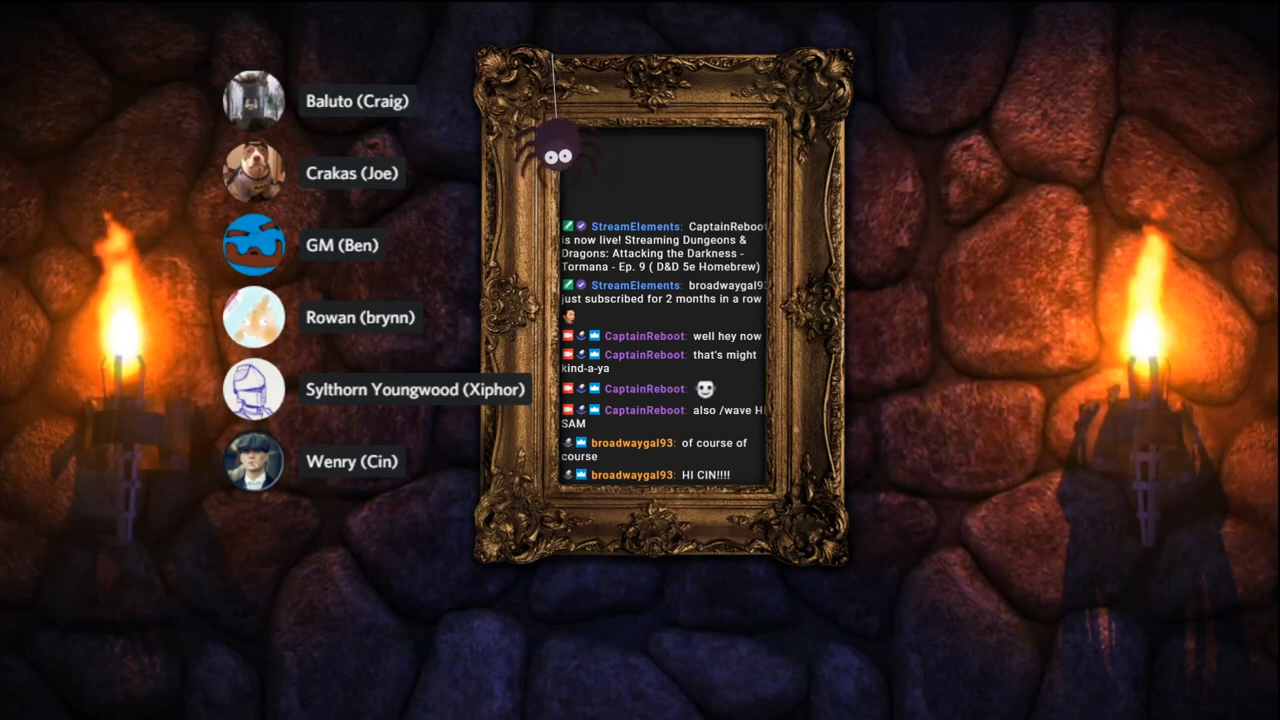 Baluto (Craig)
Crakas (Joe)
GM (Ben)
Rowan (brynn)
Sylthorn Youngwood (Xiphor)
Wenry (Cin)
StreamElements: CaptainReboot
is now live! Streaming Dungeons &
Dragons: Attacking the Darkness -
Tormana - Ep. 9 ( D&D 5e Homebrew)
StreamElements: broadwaygal93
just subscribed for 2 months in a row
CaptainReboot: well hey now
CaptainReboot: that's might
kind-a-ya
CaptainReboot:
CaptainReboot: also /wave HI
SAM
broadwaygal93: of course of
course
broadwaygal93: HI CIN!!!!